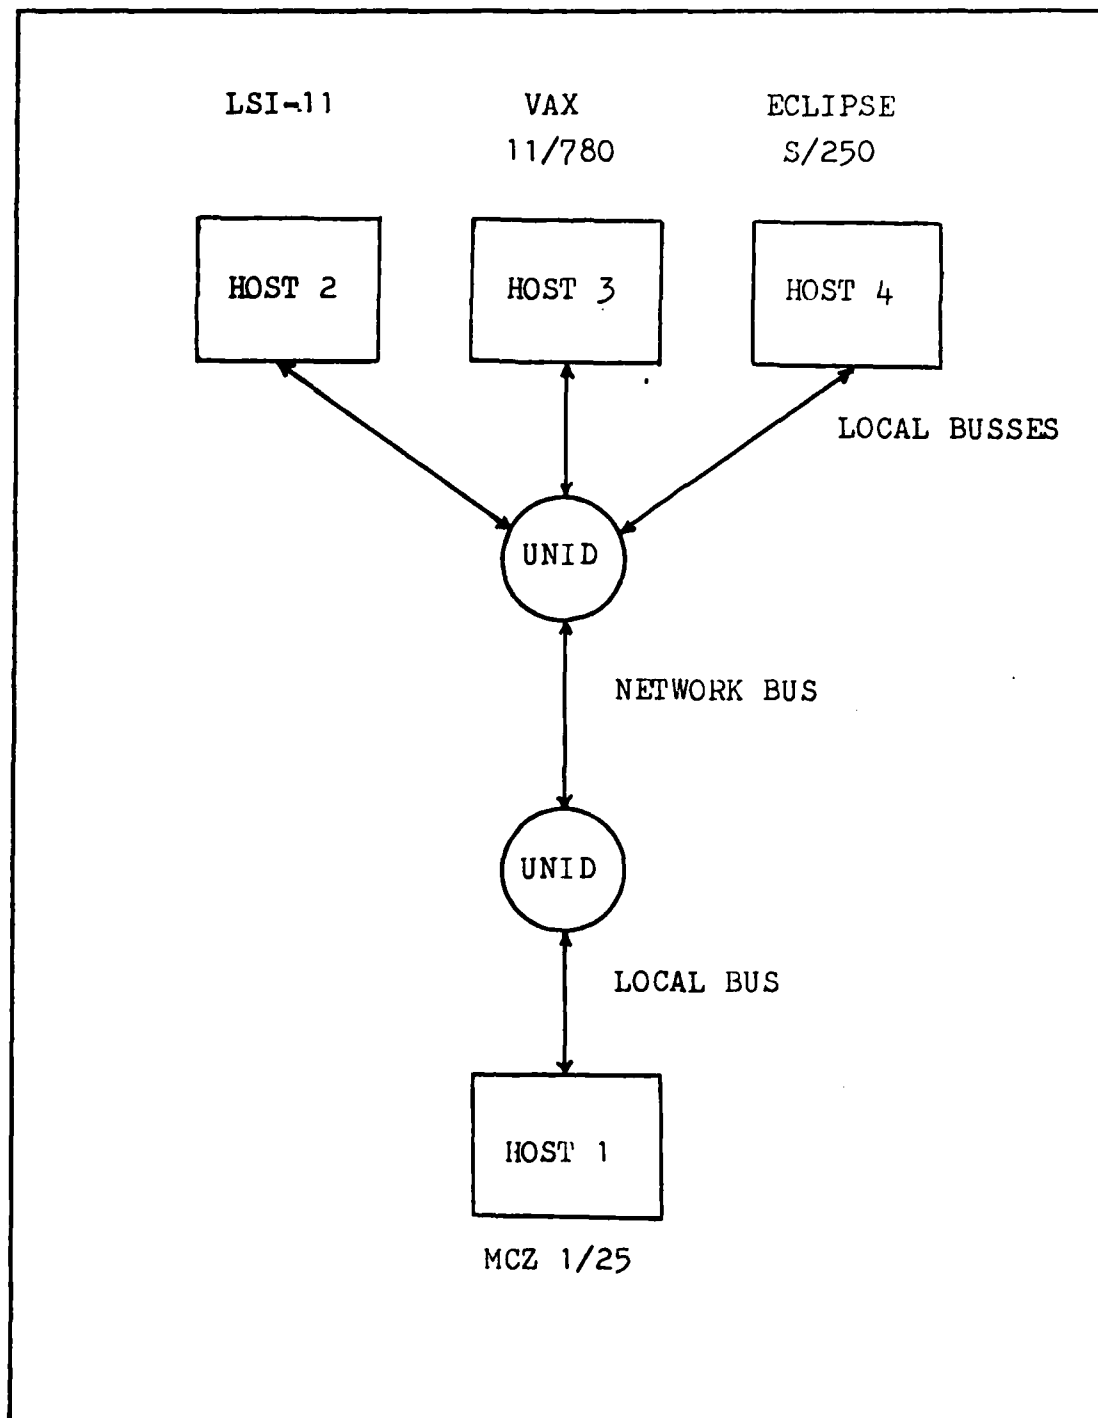 LSI-11
VAX
11/780
ECLIPSE
S/250
HOST 2
HOST 3
HOST 4
LOCAL BUSSES
UNID
NETWORK BUS
UNID
LOCAL BUS
HOST 1
MCZ 1/25